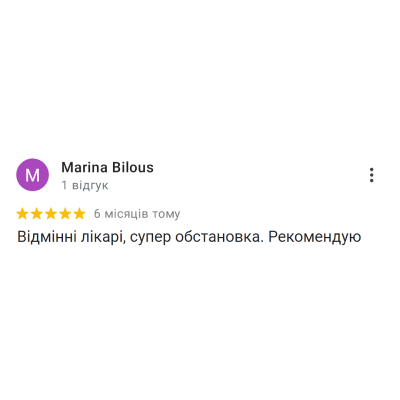 M
Marina Bilous
1 відгук
6 місяців тому
Відмінні лікарі, супер обстановка. Рекомендую